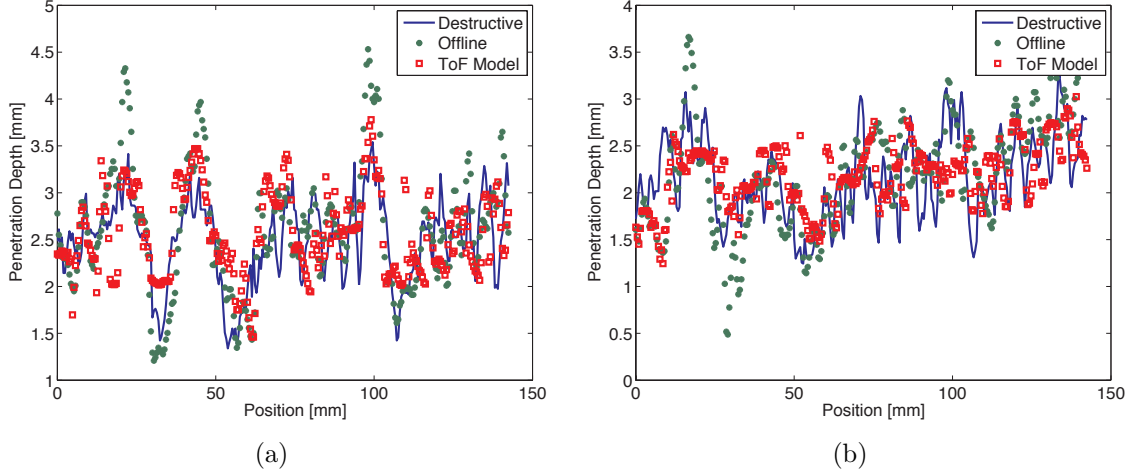 5
4.5
4
3.5
3
2.5
2
1.5
1
Penetration Depth [mm]
0 50 100 150
Position [mm]
Destructive
Offline
ToF Model
(a)
4
3.5
3
2.5
2
1.5
1
0.5
0
Penetration Depth [mm]
0 50 100 150
Position [mm]
Destructive
Offline
ToF Model
(b)